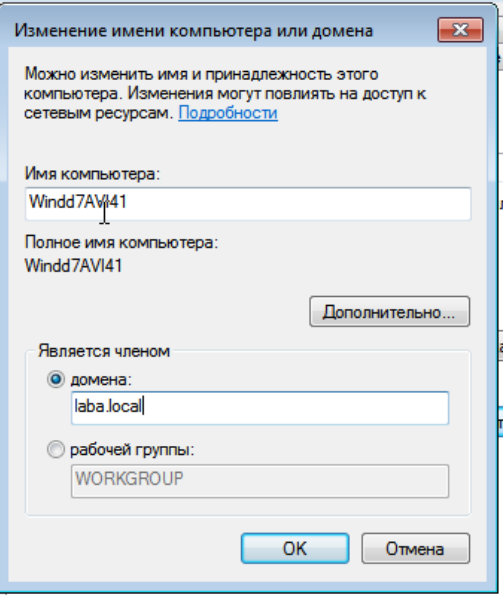 Изменение имени компьютера или домена
Можно изменить имя и принадлежность этого
компьютера. Изменения могут повлиять на доступ к
сетевым ресурсам. Подробности
Имя компьютера:
Windd7AVI41
Полное имя компьютера:
Windd7AVI41
Дополнительно...
Является членом
домена:
laba.local
рабочей группы:
WORKGROUP
OK
Отмена